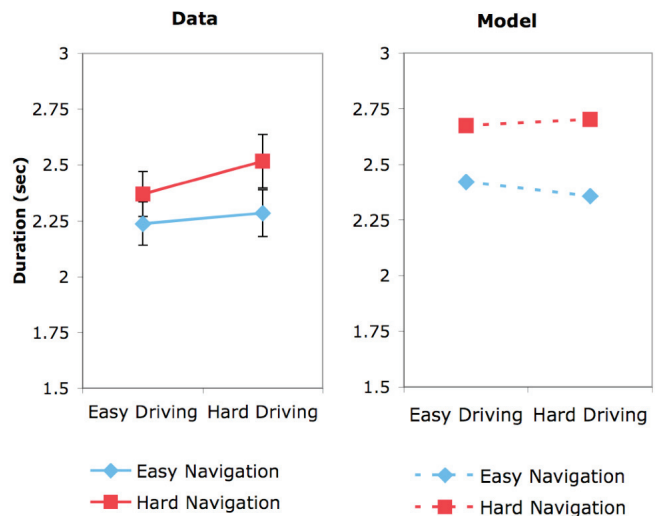 Data
Model
3
2.75
2.5
2.25
2
1.75
1.5
Duration (sec)
Easy Driving Hard Driving
3
2.75
2.5
2.25
2
1.75
1.5
Easy Driving Hard Driving
Easy Navigation
Hard Navigation
Easy Navigation
Hard Navigation